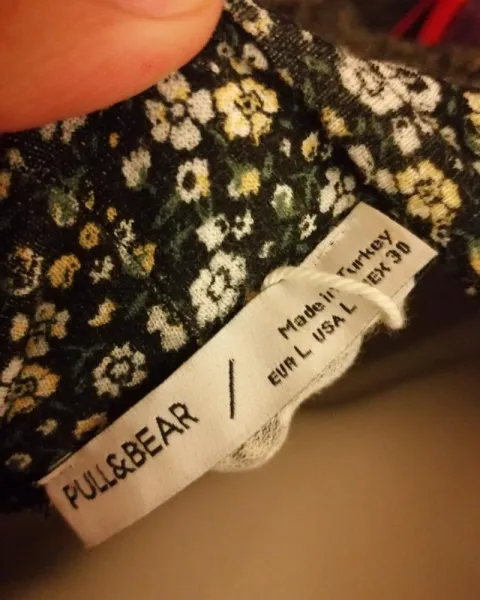 PULL&BEAR
Made in Turkey
EUR L USA L MEX 30